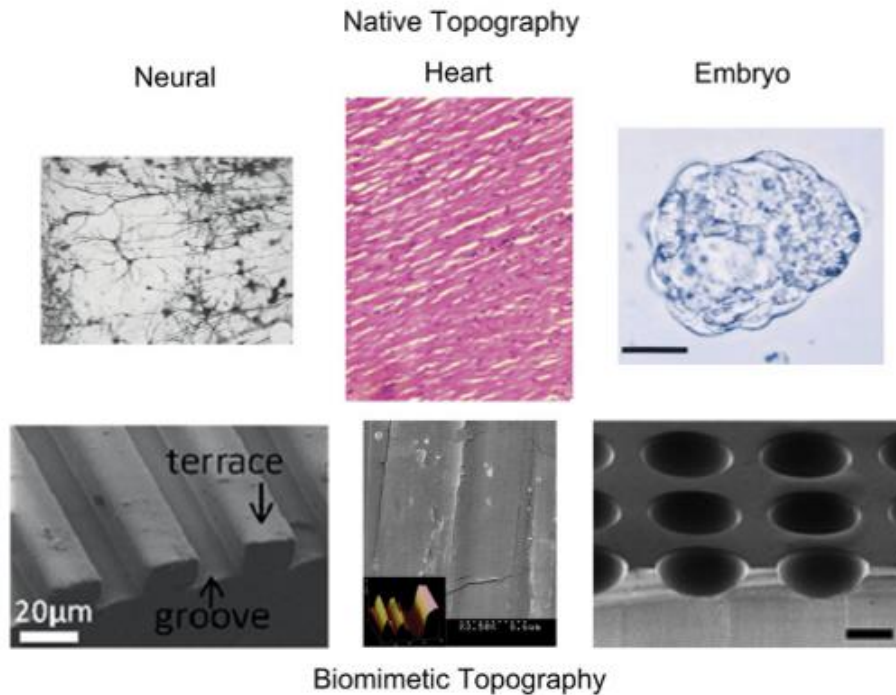 Native Topography
Neural
Heart
Embryo
terrace
groove
20μm
Biomimetic Topography